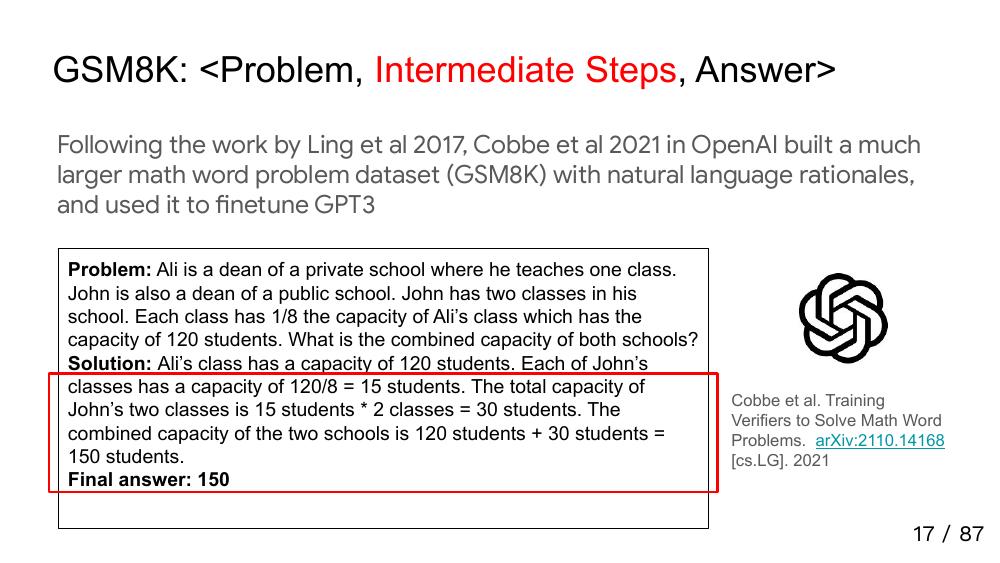 GSM8K: <Problem, Intermediate Steps, Answer>
Following the work by Ling et al 2017, Cobbe et al 2021 in OpenAI built a much
larger math word problem dataset (GSM8K) with natural language rationales,
and used it to finetune GPT3
Problem: Ali is a dean of a private school where he teaches one class.
John is also a dean of a public school. John has two classes in his
school. Each class has 1/8 the capacity of Ali’s class which has the
capacity of 120 students. What is the combined capacity of both schools?
Solution: Ali’s class has a capacity of 120 students. Each of John’s
classes has a capacity of 120/8 = 15 students. The total capacity of
John’s two classes is 15 students * 2 classes = 30 students. The
combined capacity of the two schools is 120 students + 30 students =
150 students.
Final answer: 150
Cobbe et al. Training
Verifiers to Solve Math Word
Problems. arXiv:2110.14168
[cs.LG]. 2021
17 / 87